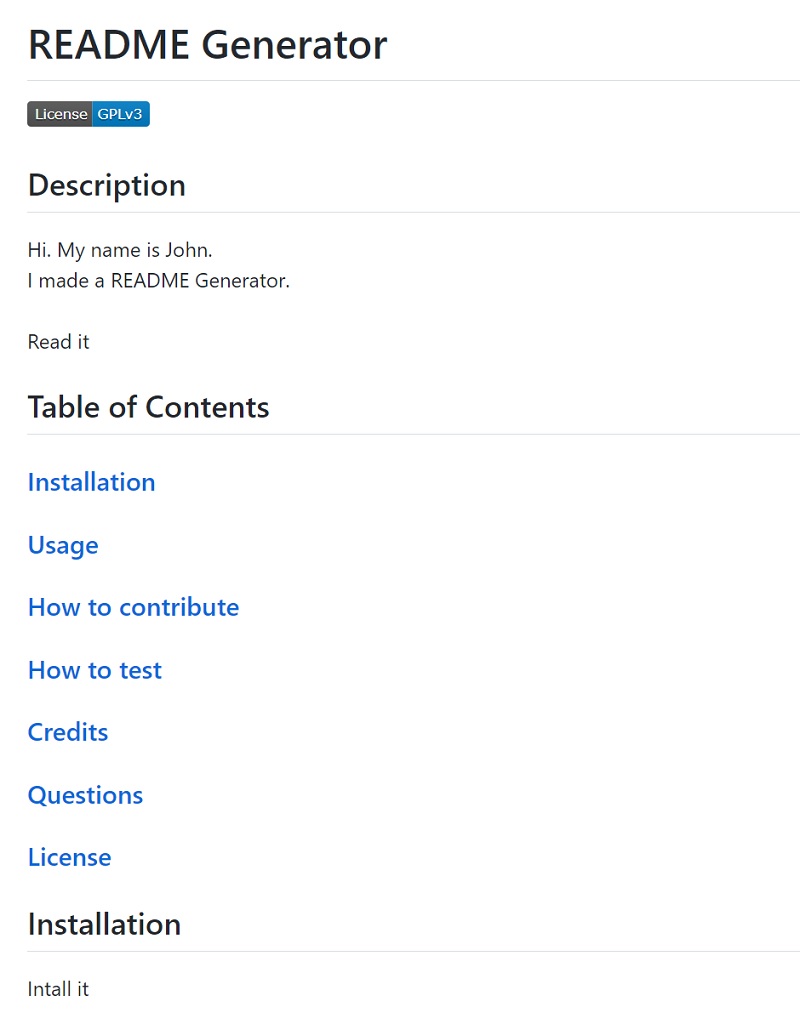 README Generator
License GPLv3
Description
Hi. My name is John.
I made a README Generator.
Read it
Table of Contents
Installation
Usage
How to contribute
How to test
Credits
Questions
License
Installation
Intall it